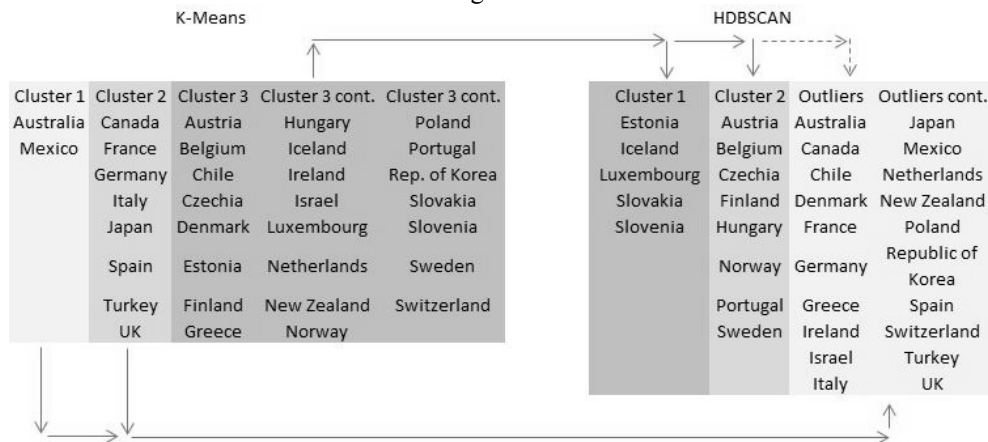 K-Means HDBSCAN
Cluster 1 Cluster 2 Cluster 3 Cluster 3 cont. Cluster 3 cont. Cluster 1 Cluster 2 Outliers Outliers cont.
Australia Canada Austria Hungary Poland Estonia Austria Australia Japan
Mexico France Belgium Iceland Portugal Iceland Belgium Canada Mexico
Germany Chile Ireland Rep. of Korea Luxembourg Czechia Chile Netherlands
Italy Czechia Israel Slovakia Slovakia Finland Denmark New Zealand
Japan Denmark Luxembourg Slovenia Slovenia Hungary France Poland
Spain Estonia Netherlands Sweden Norway Germany Republic of
Korea
Turkey Finland New Zealand Switzerland Portugal Greece Spain
UK Greece Norway Sweden Ireland Switzerland
Israel Turkey
Italy UK